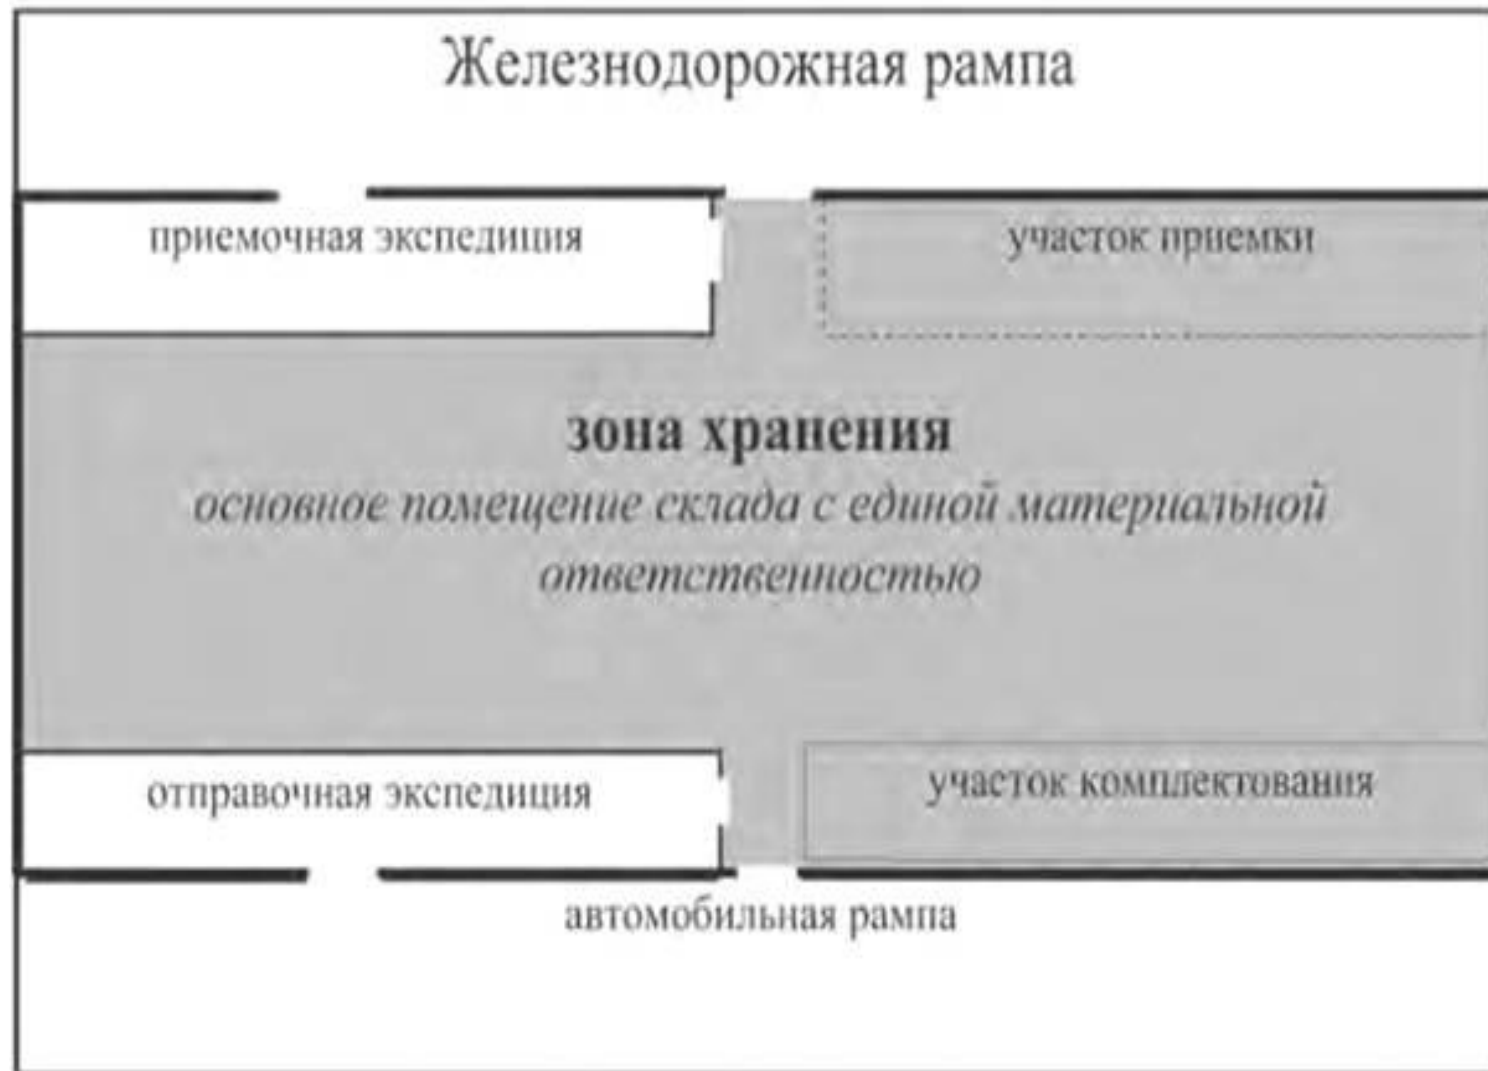 Железнодорожная рампа
приемочная экспедиция
участок приемки
зона хранения
основное помещение склада с единой материальной
ответственностью
отправочная экспедиция
участок комплектования
автомобильная рампа